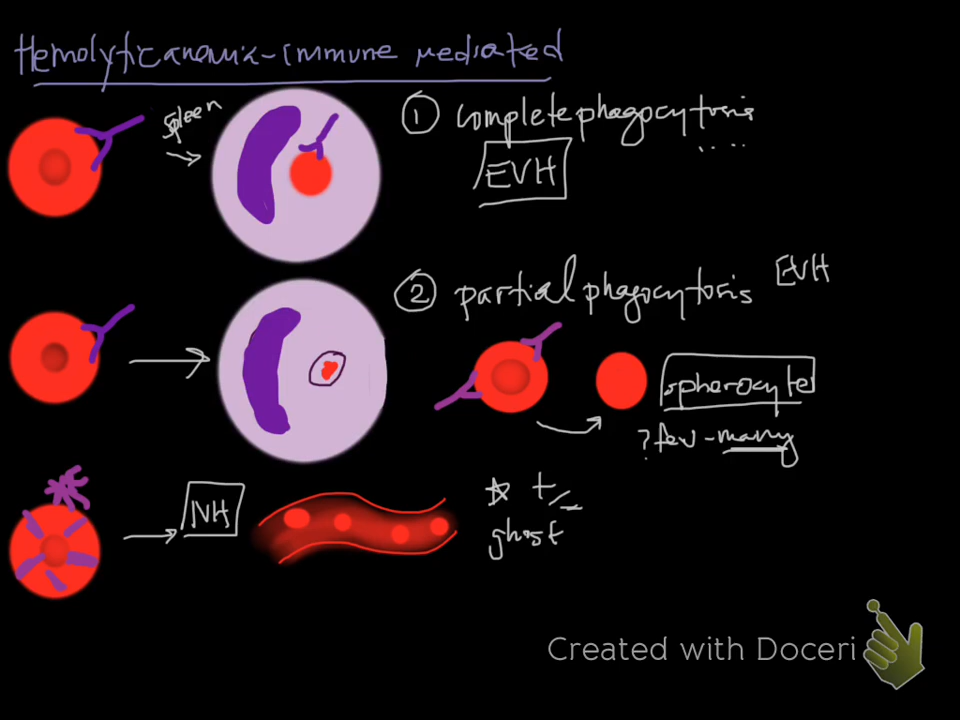 Hemolytic anemia-immune mediated
spleen
① complete phagocytosis
EVH
② partial phagocytosis EVH
spherocyte
? few - many
IVH
☆ +/-
ghost
Created with Doceri